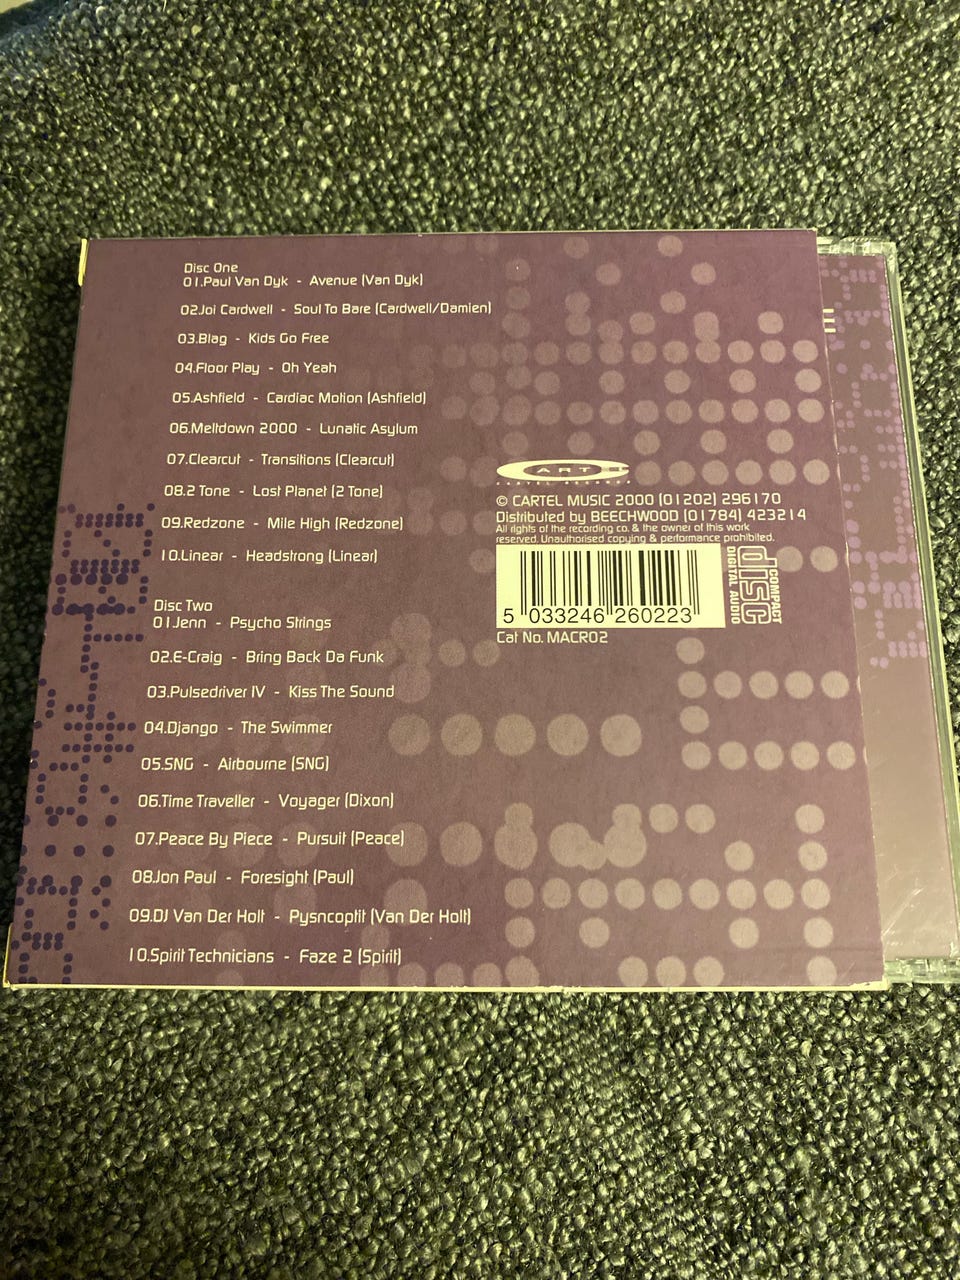 Disc One
01.Paul Van Dyk - Avenue (Van Dyk)
02.Joi Cardwell - Soul To Bare (Cardwell/Damien)
03.Blag - Kids Go Free
04.Floor Play - Oh Yeah
05.Ashfield - Cardiac Motion (Ashfield)
06.Meltdown 2000 - Lunatic Asylum
07.Clearcut - Transitions (Clearcut)
08.2 Tone - Lost Planet (2 Tone)
09.Redzone - Mile High (Redzone)
10.Linear - Headstrong (Linear)
Disc Two
01.Jenn - Psycho Strings
02.E-Craig - Bring Back Da Funk
03.Pulsedriver IV - Kiss The Sound
04.Django - The Swimmer
05.SNG - Airbourne (SNG)
06.Time Traveller - Voyager (Dixon)
07.Peace By Piece - Pursuit (Peace)
08.Jon Paul - Foresight (Paul)
09.DJ Van Der Holt - Pysncoptit (Van Der Holt)
10.Spirit Technicians - Faze 2 (Spirit)
© CARTEL MUSIC 2000 (01202) 296170
Distributed by BEECHWOOD (01784) 423214
All rights of the recording co. & the owner of this work
reserved. Unauthorised copying & performance prohibited.
5 033246 260223
COMPACT
disc
DIGITAL AUDIO
Cat No. MACR02